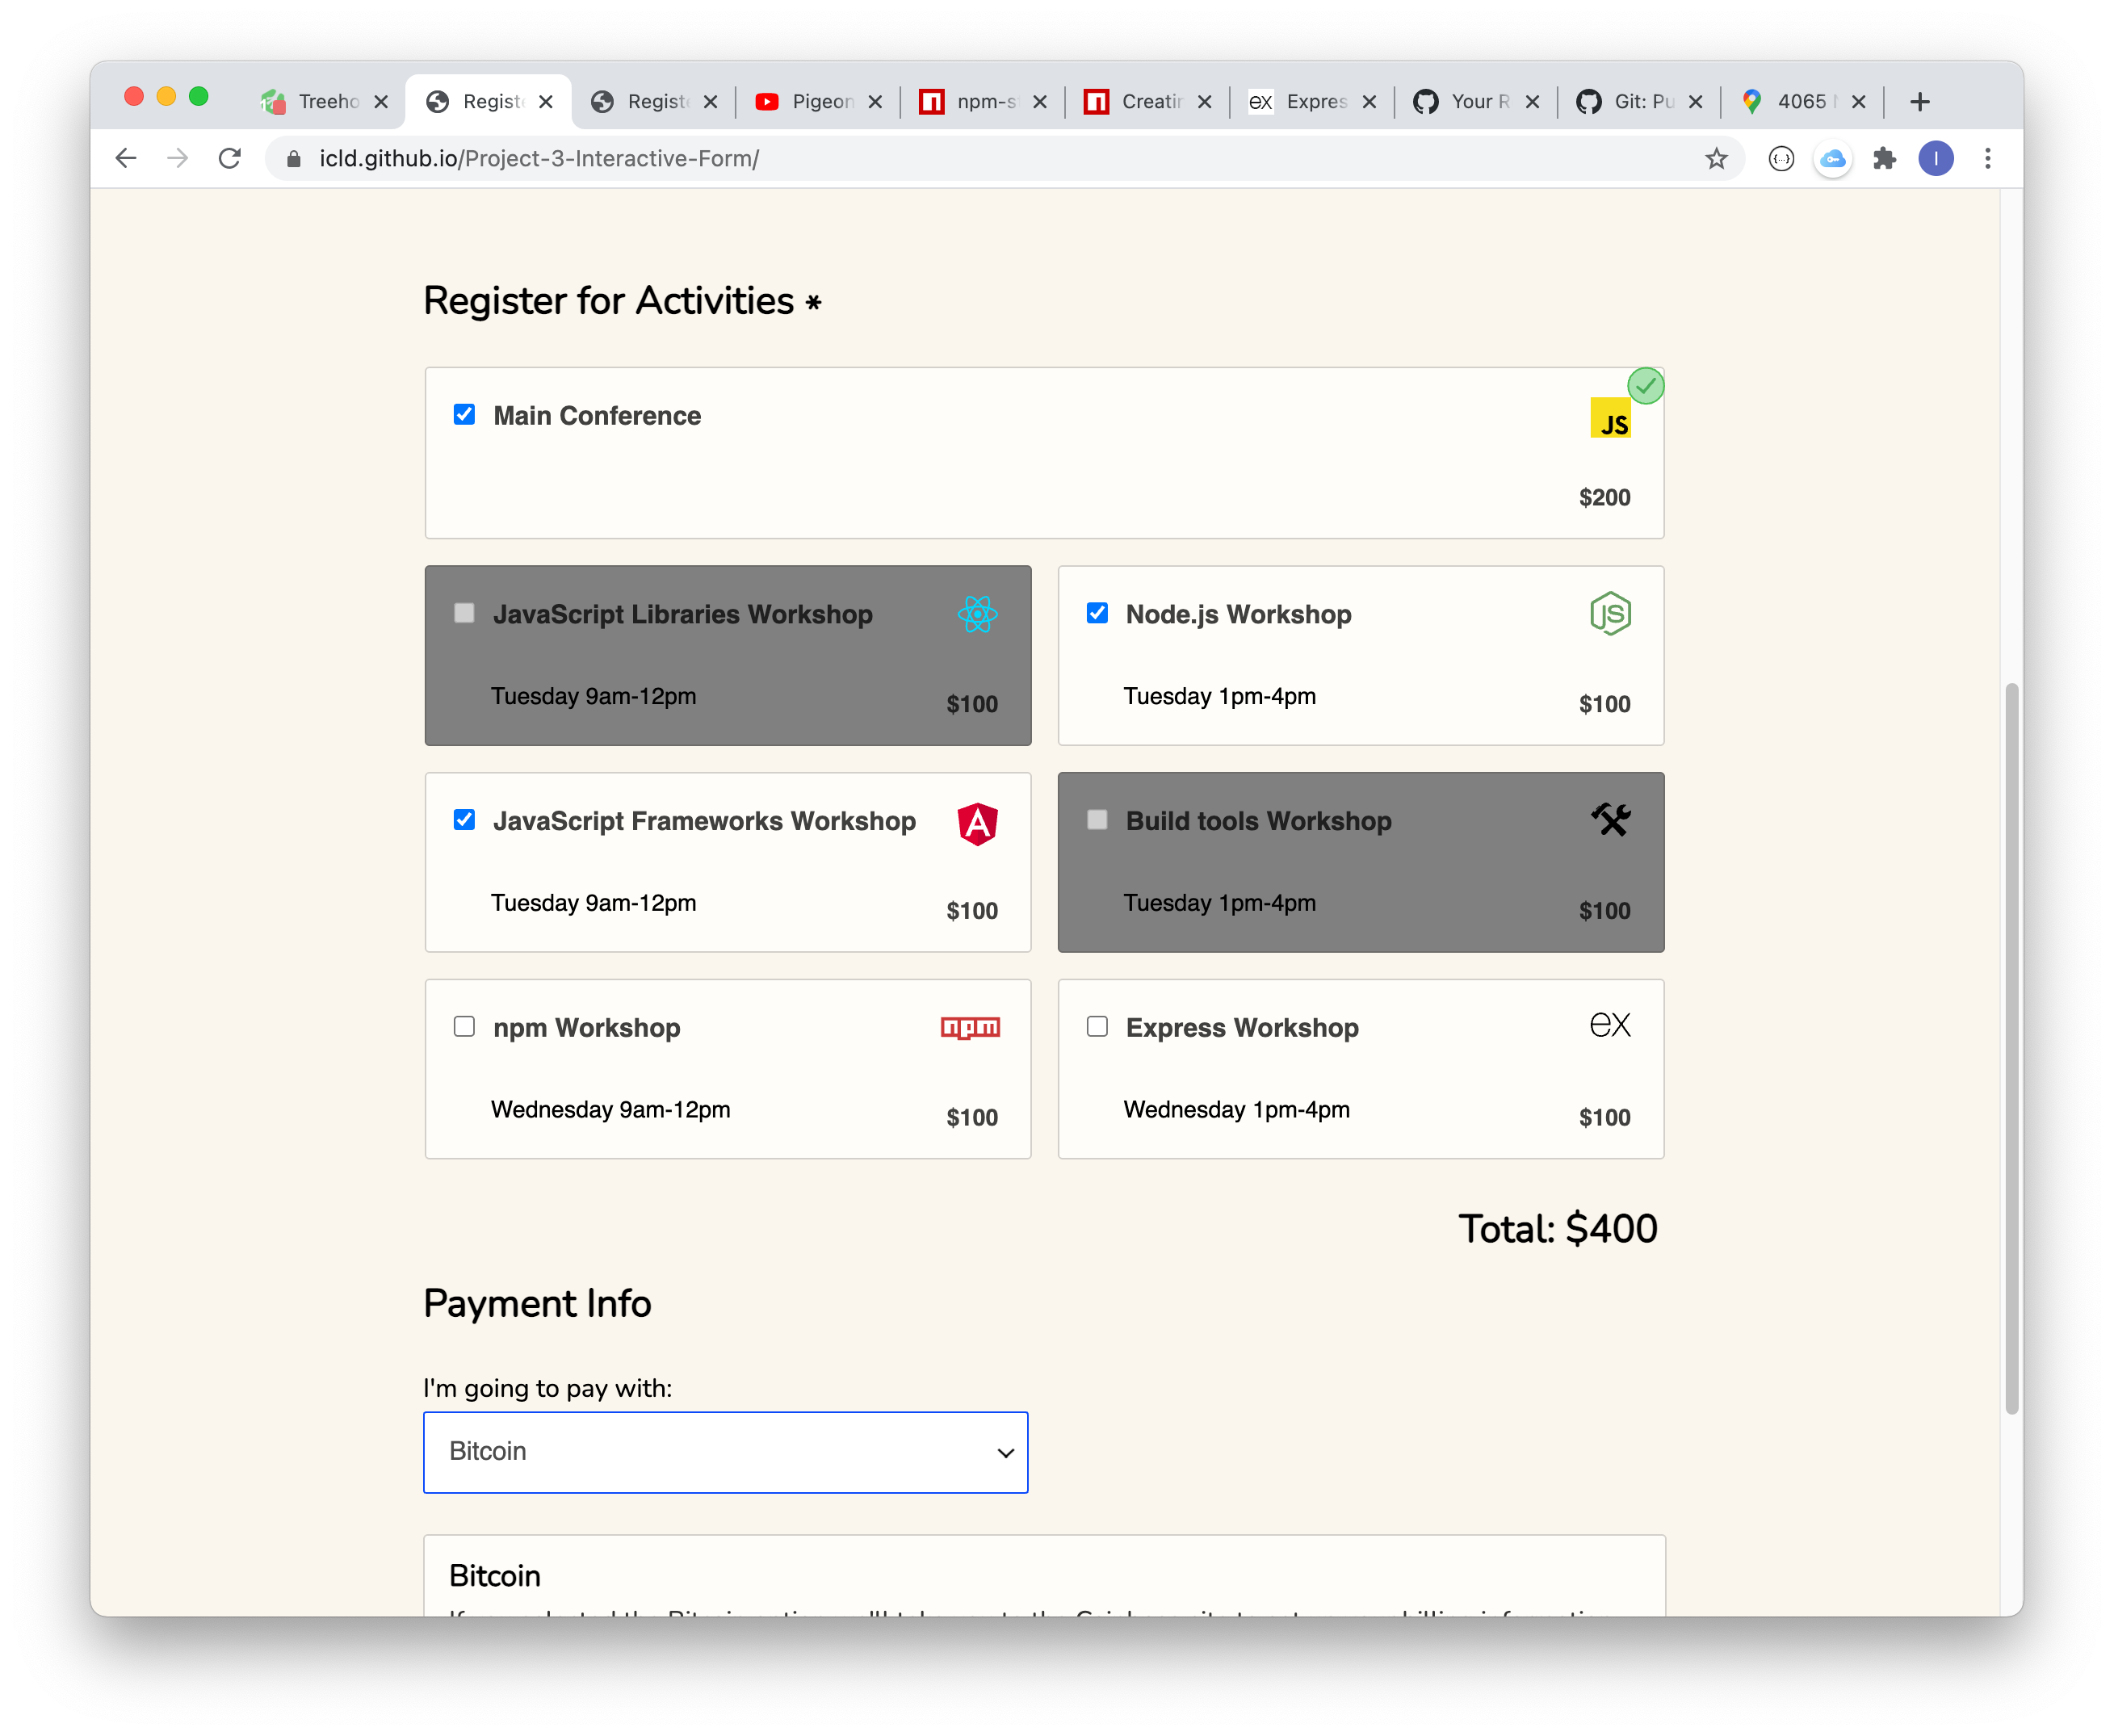 Treeho
Regist
Regist
Pigeon
npm-s
Creatin
ex Expres
Your R
Git: Pu
4065
icld.github.io/Project-3-Interactive-Form/
I
Register for Activities *
Main Conference
JS
$200
JavaScript Libraries Workshop
Tuesday 9am-12pm
$100
Node.js Workshop
JS
Tuesday 1pm-4pm
$100
JavaScript Frameworks Workshop
A
Tuesday 9am-12pm
$100
Build tools Workshop
Tuesday 1pm-4pm
$100
npm Workshop
npm
Wednesday 9am-12pm
$100
Express Workshop
ex
Wednesday 1pm-4pm
$100
Total: $400
Payment Info
I'm going to pay with:
Bitcoin
Bitcoin